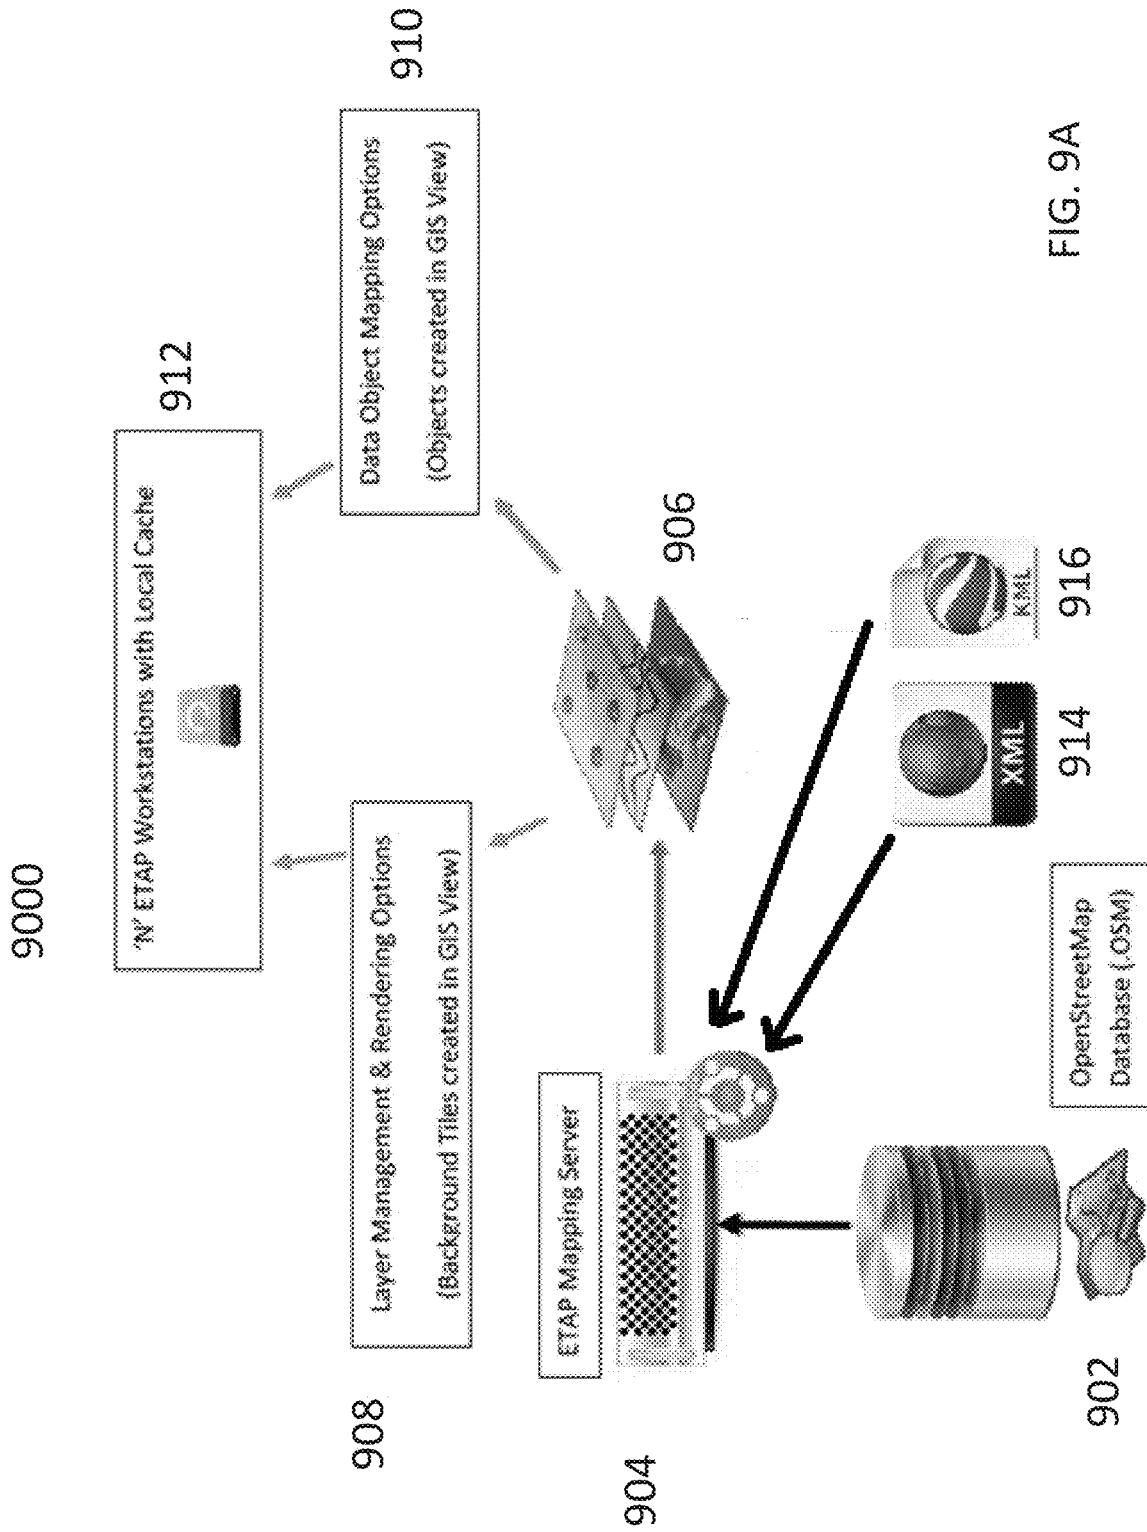 9000
'N' ETAP Workstations with Local Cache
912
908
Layer Management & Rendering Options
(Background Tiles created in GIS View)
Data Object Mapping Options
(Objects created in GIS View)
910
904
ETAP Mapping Server
906
902
OpenStreetMap
Database (.OSM)
XML
914
KML
916
FIG. 9A